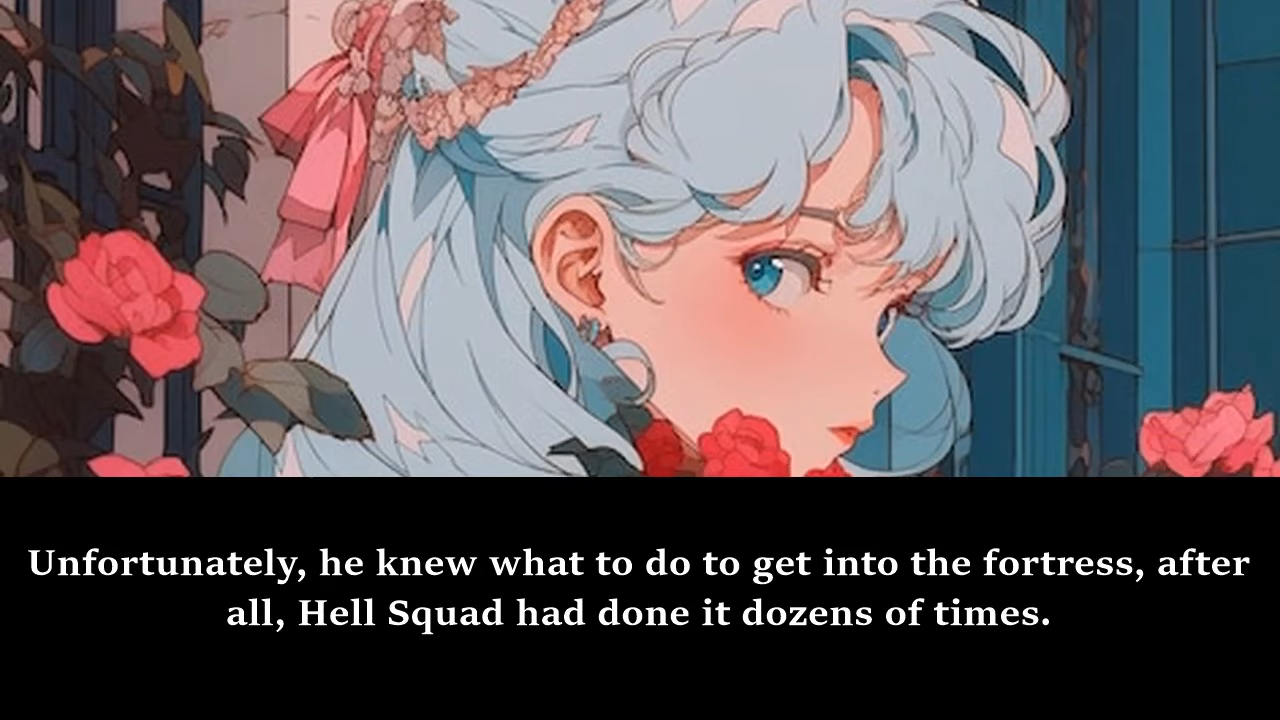 Unfortunately, he knew what to do to get into the fortress, after
all, Hell Squad had done it dozens of times.